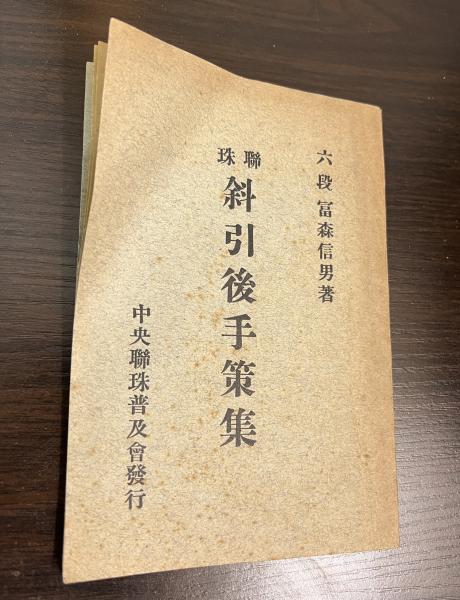 六段 富森信男著
聯珠
斜引後手策集
中央聯珠普及會發行